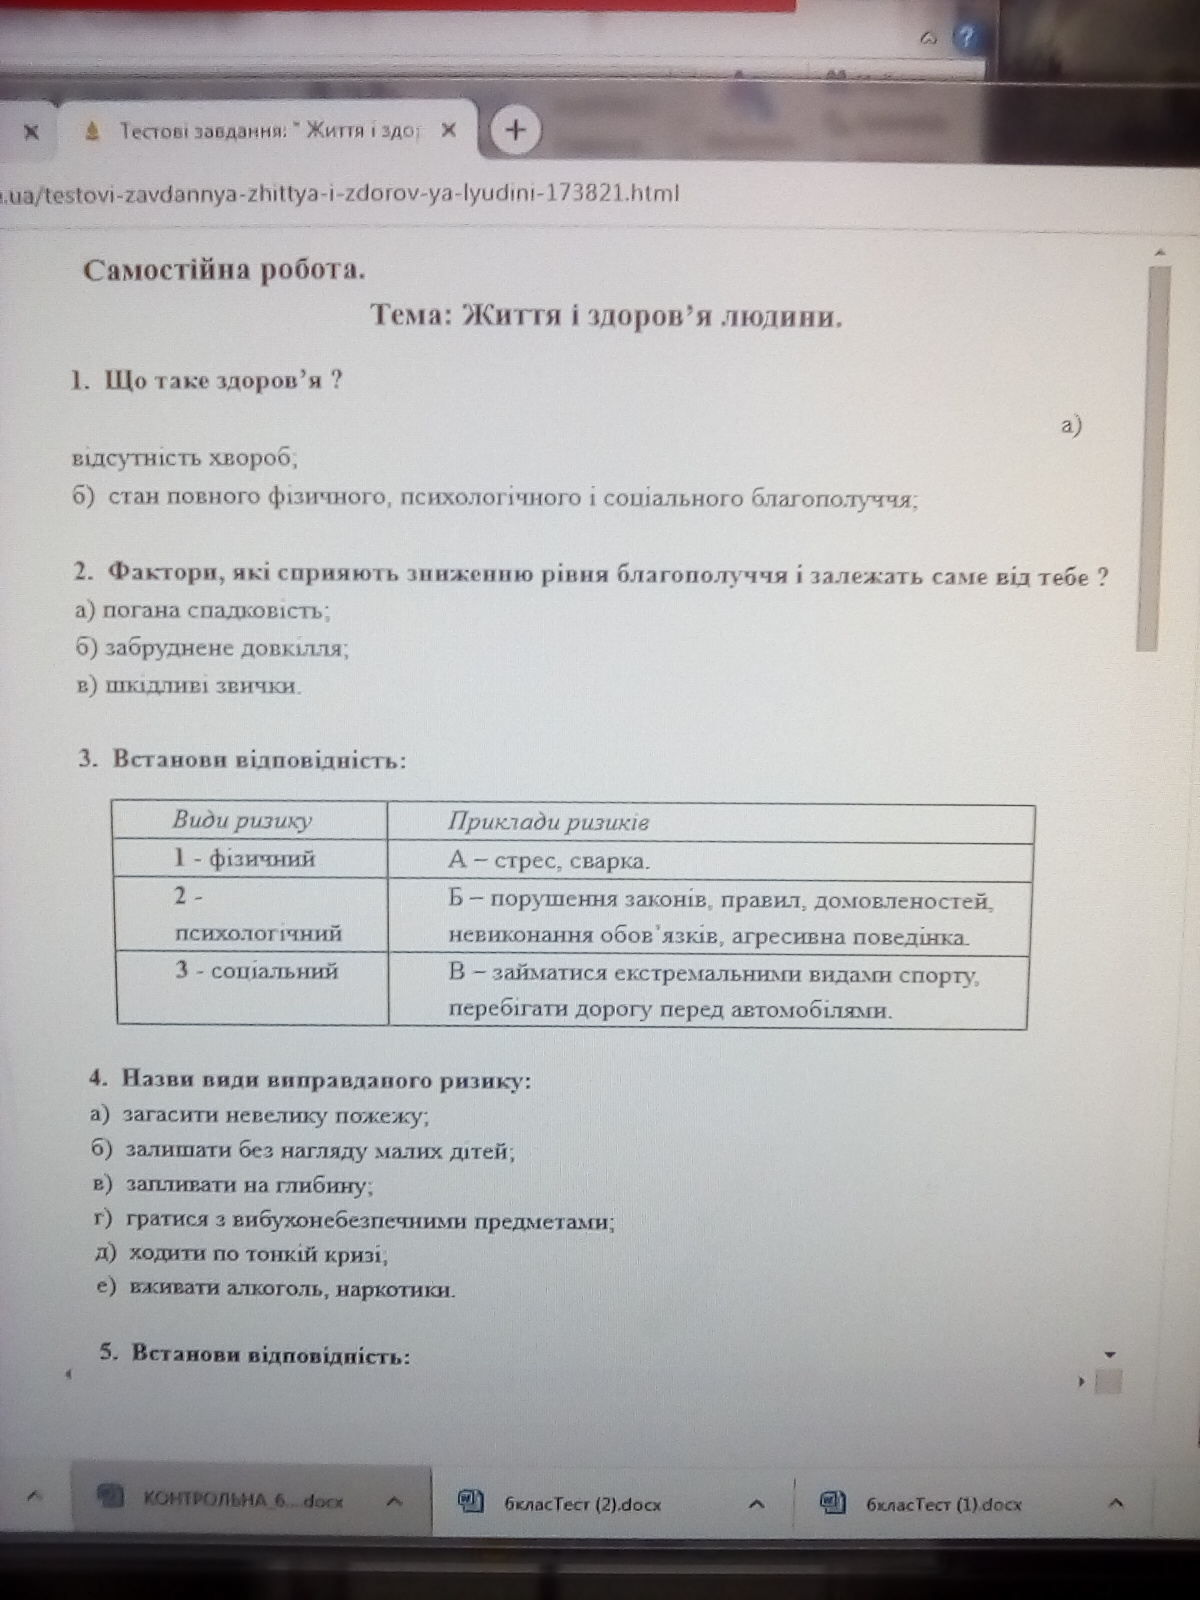 Тестові завдання: " Життя і здо
.ua/testovi-zavdannya-zhittya-i-zdorov-ya-lyudini-173821.html
Самостійна робота.
Тема: Життя і здоров’я людини.
1. Що таке здоров’я ?
а)
відсутність хвороб;
б) стан повного фізичного, психологічного і соціального благополуччя;
2. Фактори, які сприяють зниженню рівня благополуччя і залежать саме від тебе ?
а) погана спадковість;
б) забруднене довкілля;
в) шкідливі звички.
3. Встанови відповідність:
Види ризику
Приклади ризиків
1 - фізичний
А – стрес, сварка.
2 -
психологічний
Б – порушення законів, правил, домовленостей,
невиконання обов’язків, агресивна поведінка.
3 - соціальний
В – займатися екстремальними видами спорту,
перебігати дорогу перед автомобілями.
4. Назви види виправданого ризику:
а) загасити невелику пожежу;
б) залишати без нагляду малих дітей;
в) запливати на глибину;
г) гратися з вибухонебезпечними предметами;
д) ходити по тонкій кризі;
е) вживати алкоголь, наркотики.
5. Встанови відповідність:
КОНТРОЛЬНА_6....docx
6класТест (2).docx
6класТест (1).docx